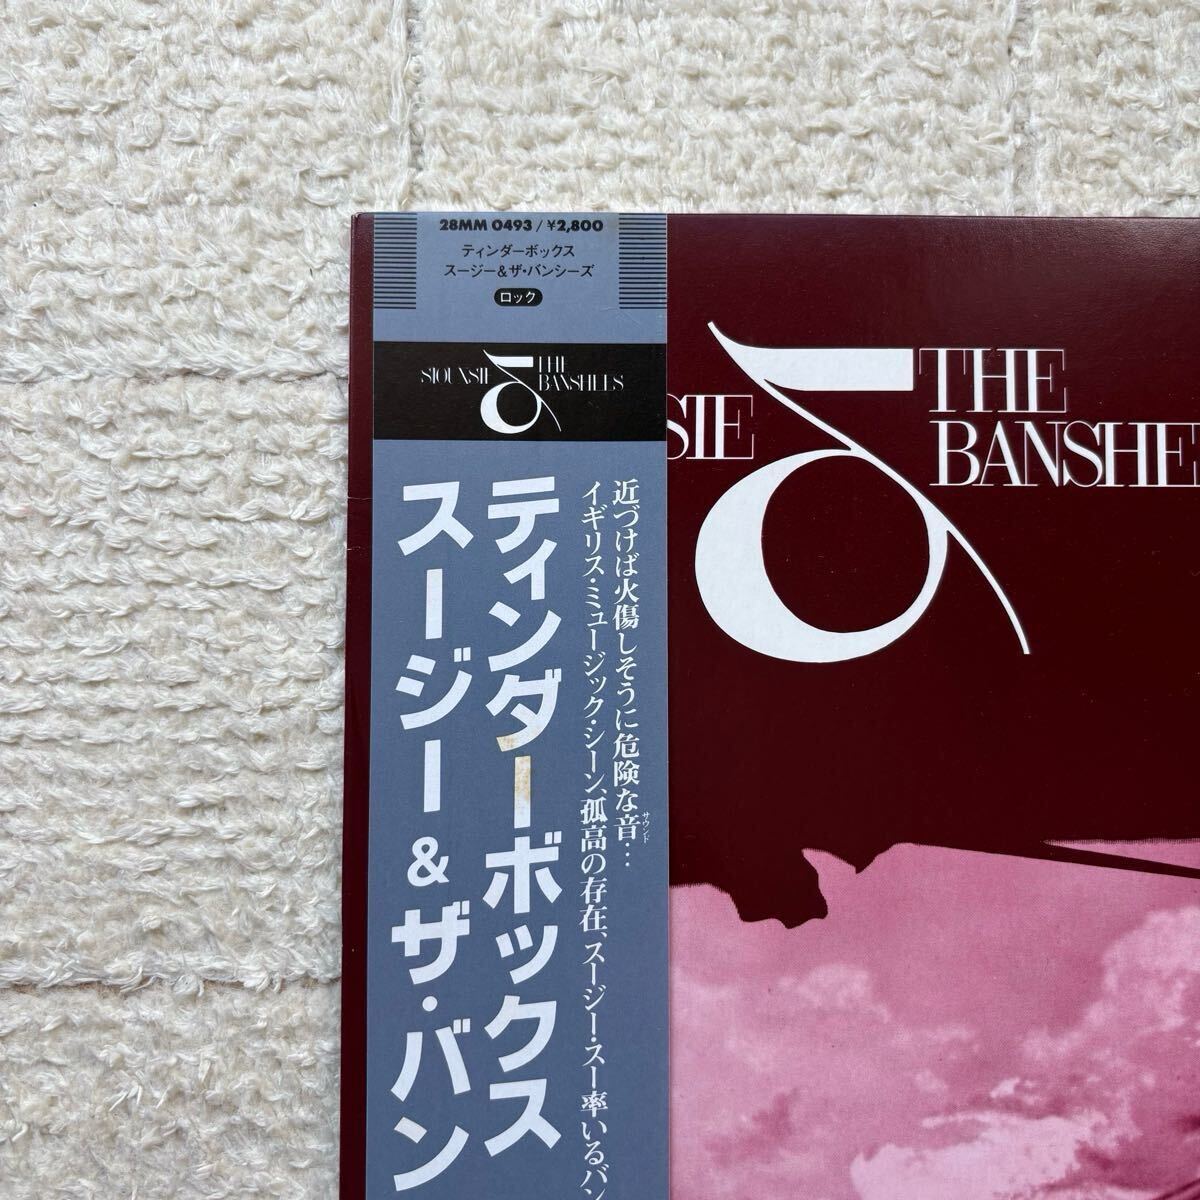 28MM 0493 / ¥2,800
ティンダーボックス
スージー&ザ・バンシーズ
ロック
SIOUXSIE & THE BANSHEES
近づけば火傷しそうに危険な音…
サウンド
イギリス・ミュージック・シーン、孤高の存在、スージー・スー率いるバン
ティンダーボックス
スージー&ザ・バン
SIE & THE
BANSHEE